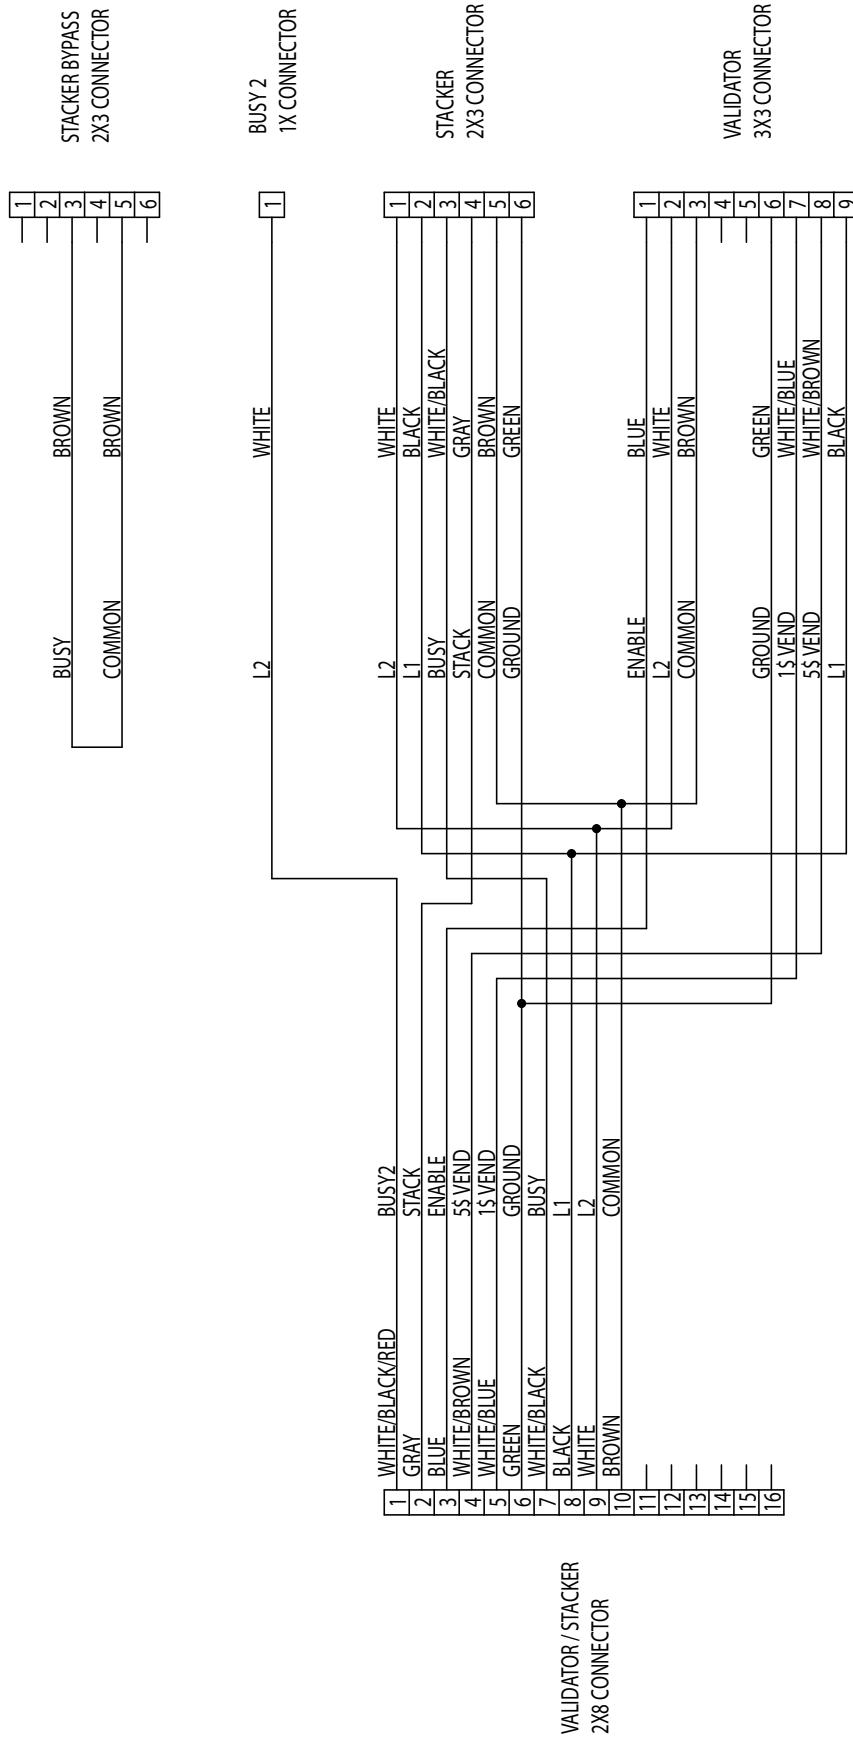 STACKER BYPASS
2X3 CONNECTOR
1
2
BUSY BROWN 3
4
COMMON BROWN 5
6
BUSY 2
1X CONNECTOR
L2 WHITE 1
STACKER
2X3 CONNECTOR
L2 WHITE 1
L1 BLACK 2
BUSY WHITE/BLACK 3
STACK GRAY 4
COMMON BROWN 5
GROUND GREEN 6
VALIDATOR
3X3 CONNECTOR
ENABLE BLUE 1
L2 WHITE 2
COMMON BROWN 3
4
5
GROUND GREEN 6
1$ VEND WHITE/BLUE 7
5$ VEND WHITE/BROWN 8
L1 BLACK 9
VALIDATOR / STACKER
2X8 CONNECTOR
1 WHITE/BLACK/RED BUSY2
2 GRAY STACK
3 BLUE ENABLE
4 WHITE/BROWN 5$ VEND
5 WHITE/BLUE 1$ VEND
6 GREEN GROUND
7 WHITE/BLACK BUSY
8 BLACK L1
9 WHITE L2
10 BROWN COMMON
11
12
13
14
15
16